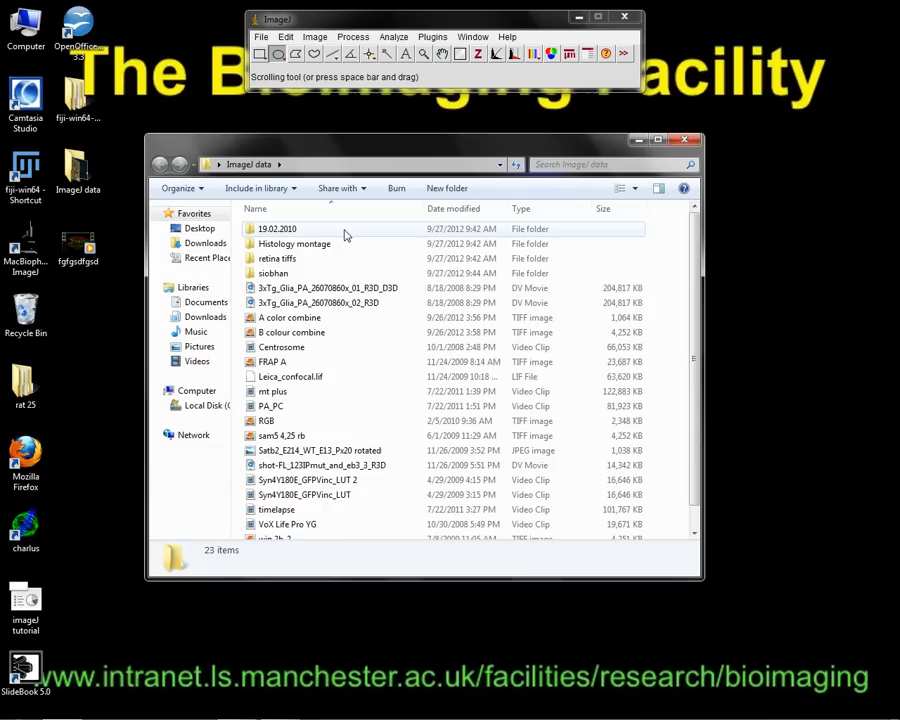 The Bioimaging Facility
Computer
OpenOffice....
3.3
Camtasia
Studio
fiji-win64-...
fiji-win64 -
Shortcut
ImageJ data
MacBioph...
ImageJ
fgfgsdfgsd
Recycle Bin
rat 25
Mozilla
Firefox
charlus
imageJ
tutorial
SlideBook 5.0
ImageJ
File Edit Image Process Analyze Plugins Window Help
Scrolling tool (or press space bar and drag)
ImageJ data
Search ImageJ data
Organize Include in library Share with Burn New folder
Name Date modified Type Size
Favorites
Desktop
Downloads
Recent Place
Libraries
Documents
Downloads
Music
Pictures
Videos
Computer
Local Disk (
Network
19.02.2010 9/27/2012 9:42 AM File folder
Histology montage 9/27/2012 9:42 AM File folder
retina tiffs 9/27/2012 9:42 AM File folder
siobhan 9/27/2012 9:44 AM File folder
3xTg_Glia_PA_26070860x_01_R3D_D3D 8/18/2008 8:29 PM DV Movie 204,817 KB
3xTg_Glia_PA_26070860x_02_R3D 8/18/2008 8:29 PM DV Movie 204,817 KB
A color combine 9/26/2012 3:56 PM TIFF image 1,064 KB
B colour combine 9/26/2012 3:58 PM TIFF image 4,252 KB
Centrosome 10/1/2008 2:48 PM Video Clip 66,053 KB
FRAP A 11/24/2009 8:14 AM TIFF image 23,687 KB
Leica_confocal.lif 11/24/2009 10:18 ... LIF File 63,620 KB
mt plus 7/22/2011 1:39 PM Video Clip 122,883 KB
PA_PC 7/22/2011 1:51 PM Video Clip 81,923 KB
RGB 2/5/2010 9:36 AM TIFF image 2,348 KB
sam5 4,25 rb 6/1/2009 11:29 AM TIFF image 4,252 KB
Satb2_E214_WT_E13_Px20 rotated 11/26/2009 3:52 PM JPEG image 1,038 KB
shot-FL_123IPmut_and_eb3_3_R3D 11/26/2009 5:51 PM DV Movie 14,342 KB
Syn4Y180E_GFPVinc_LUT 2 4/29/2009 4:15 PM Video Clip 16,646 KB
Syn4Y180E_GFPVinc_LUT 4/29/2009 3:15 PM Video Clip 16,646 KB
timelapse 7/22/2011 3:27 PM Video Clip 101,767 KB
VoX Life Pro YG 10/30/2008 5:49 PM Video Clip 19,671 KB
23 items
www.intranet.ls.manchester.ac.uk/facilities/research/bioimaging